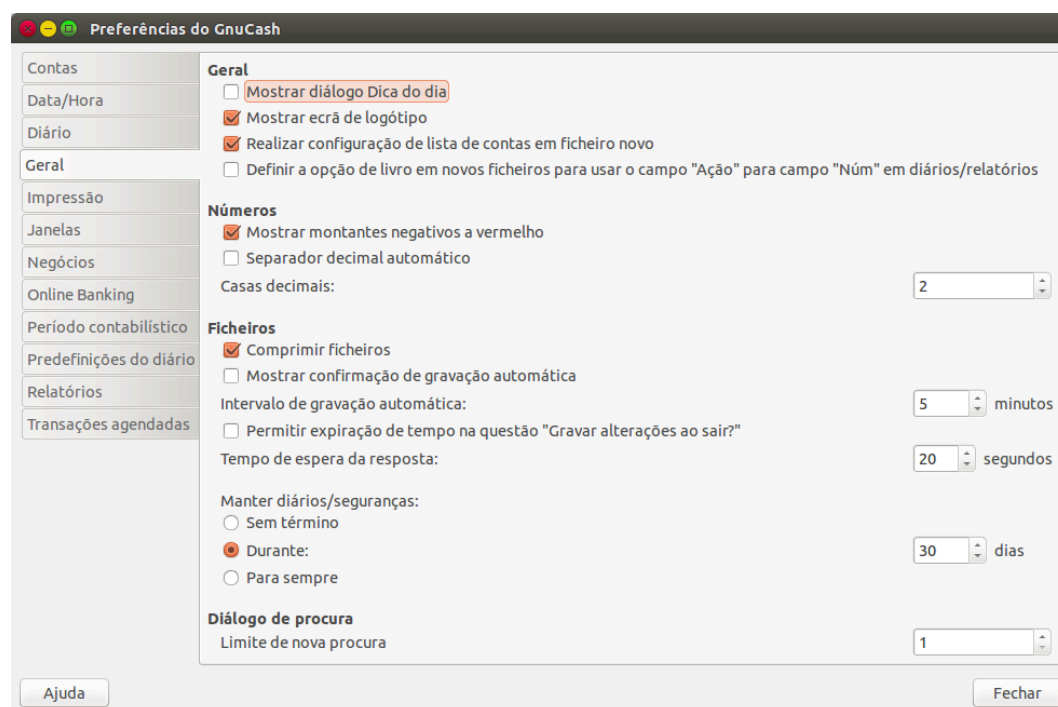 Preferências do GnuCash
Contas
Data/Hora
Diário
Geral
Impressão
Janelas
Negócios
Online Banking
Período contabilístico
Predefinições do diário
Relatórios
Transações agendadas
Geral
Mostrar diálogo Dica do dia
Mostrar ecrã de logótipo
Realizar configuração de lista de contas em ficheiro novo
Definir a opção de livro em novos ficheiros para usar o campo "Ação" para campo "Núm" em diários/relatórios
Números
Mostrar montantes negativos a vermelho
Separador decimal automático
Casas decimais: 2
Ficheiros
Comprimir ficheiros
Mostrar confirmação de gravação automática
Intervalo de gravação automática: 5 minutos
Permitir expiração de tempo na questão "Gravar alterações ao sair?"
Tempo de espera da resposta: 20 segundos
Manter diários/seguranças:
Sem término
Durante: 30 dias
Para sempre
Diálogo de procura
Limite de nova procura 1
Ajuda
Fechar